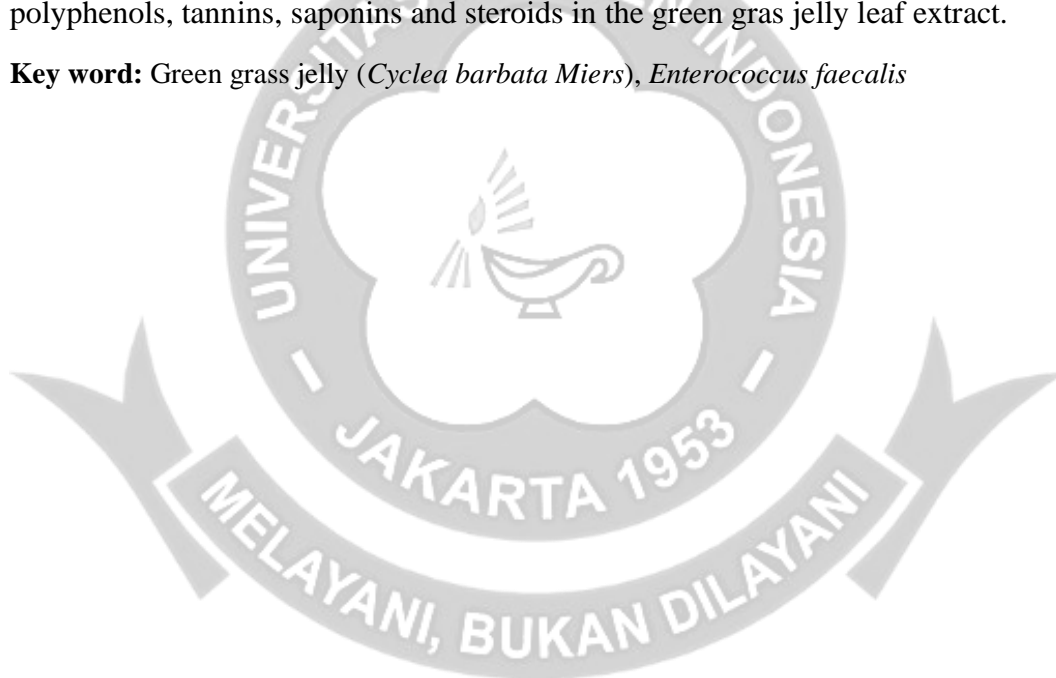 polyphenols, tannins, saponins and steroids in the green gras jelly leaf extract.
Key word: Green grass jelly (Cyclea barbata Miers), Enterococcus faecalis
UNIVERSITAS INDONESIA
JAKARTA 1953
MELAYANI, BUKAN DILAYANI